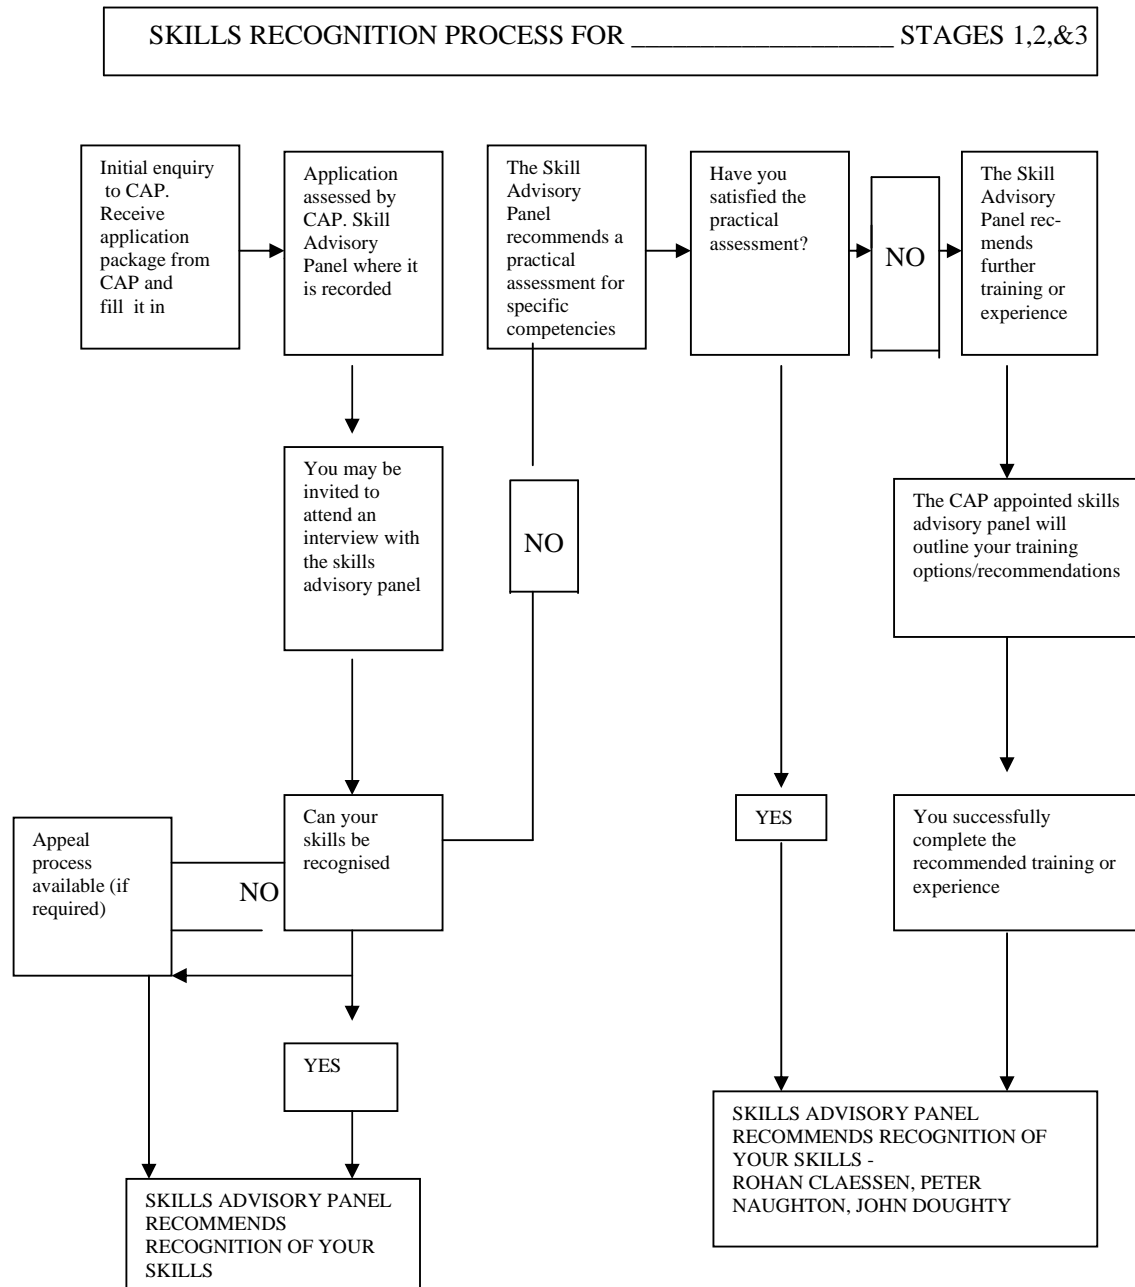 SKILLS RECOGNITION PROCESS FOR ___________________ STAGES 1,2,&3
Initial enquiry
to CAP.
Receive
application
package from
CAP and
fill it in
Application
assessed by
CAP. Skill
Advisory
Panel where it
is recorded
The Skill
Advisory
Panel
recommends a
practical
assessment for
specific
competencies
Have you
satisfied the
practical
assessment?
NO
The Skill
Advisory
Panel rec-
mends
further
training or
experience
You may be
invited to
attend an
interview with
the skills
advisory panel
NO
The CAP appointed skills
advisory panel will
outline your training
options/recommendations
Appeal
process
available (if
required)
NO
Can your
skills be
recognised
YES
You successfully
complete the
recommended training or
experience
YES
SKILLS ADVISORY PANEL
RECOMMENDS
RECOGNITION OF YOUR
SKILLS
SKILLS ADVISORY PANEL
RECOMMENDS RECOGNITION OF
YOUR SKILLS -
ROHAN CLAESSEN, PETER
NAUGHTON, JOHN DOUGHTY